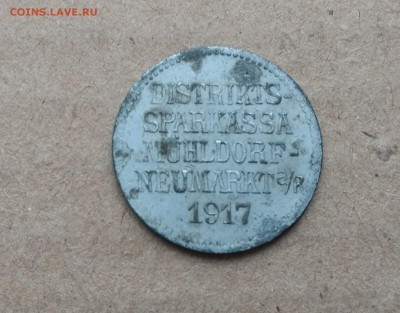 COINS.LAVE.RU
DISTRIKTS-
SPARKASSA
MÜHLDORF-
NEUMARKT a/R
1917